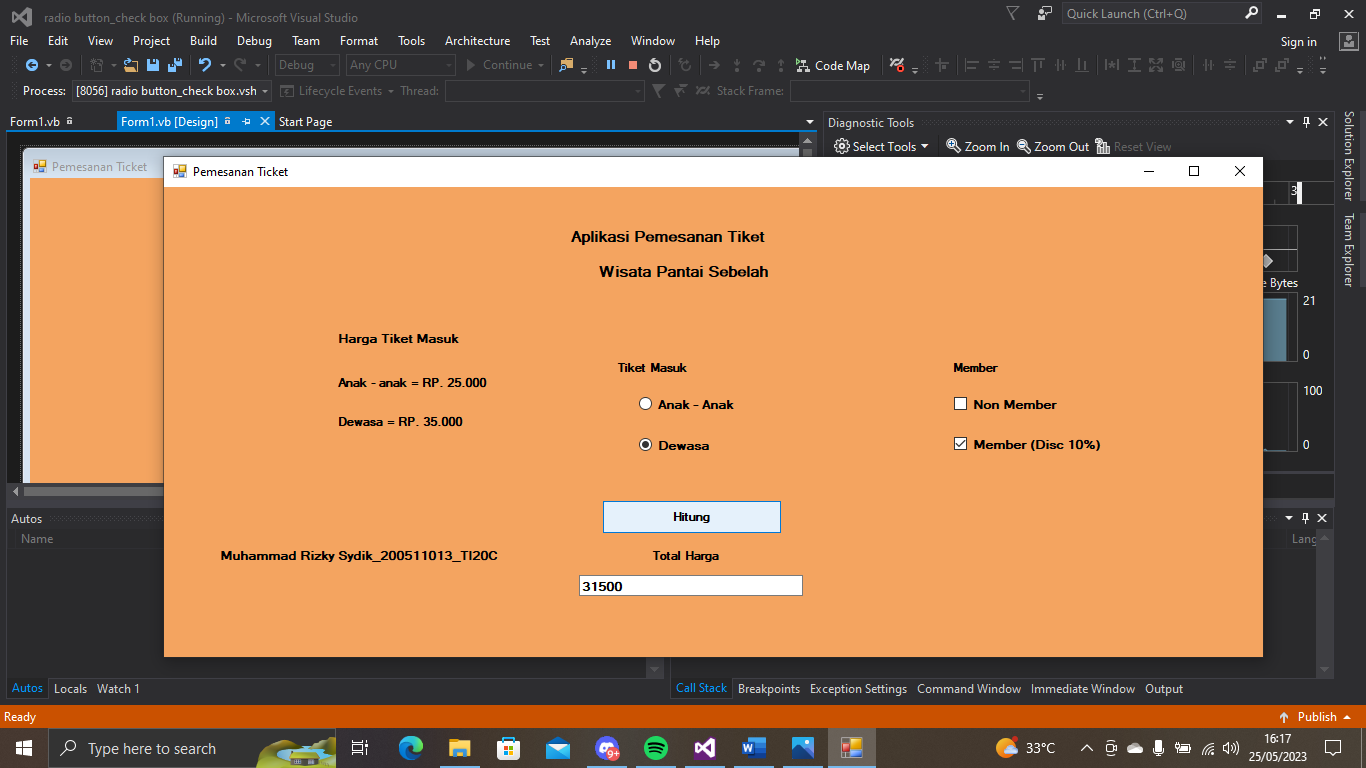 radio button_check box (Running) - Microsoft Visual Studio
Quick Launch (Ctrl+Q)
File Edit View Project Build Debug Team Format Tools Architecture Test Analyze Window Help
Sign in
Debug Any CPU Continue Code Map
Process: [8056] radio button_check box.vsh Lifecycle Events Thread: Stack Frame:
Form1.vb Form1.vb [Design] Start Page
Diagnostic Tools
Select Tools Zoom In Zoom Out Reset View
Solution Explorer
Team Explorer
Pemesanan Ticket
Pemesanan Ticket
3
Aplikasi Pemesanan Tiket
Wisata Pantai Sebelah
e Bytes
21
0
100
0
Harga Tiket Masuk
Anak - anak = RP. 25.000
Dewasa = RP. 35.000
Tiket Masuk
Anak - Anak
Dewasa
Member
Non Member
Member (Disc 10%)
Hitung
Muhammad Rizky Sydik_200511013_TI20C
Total Harga
31500
Autos
Name
Lang
Autos Locals Watch 1
Call Stack Breakpoints Exception Settings Command Window Immediate Window Output
Ready
Publish
Type here to search
9+
33°C
16:17
25/05/2023